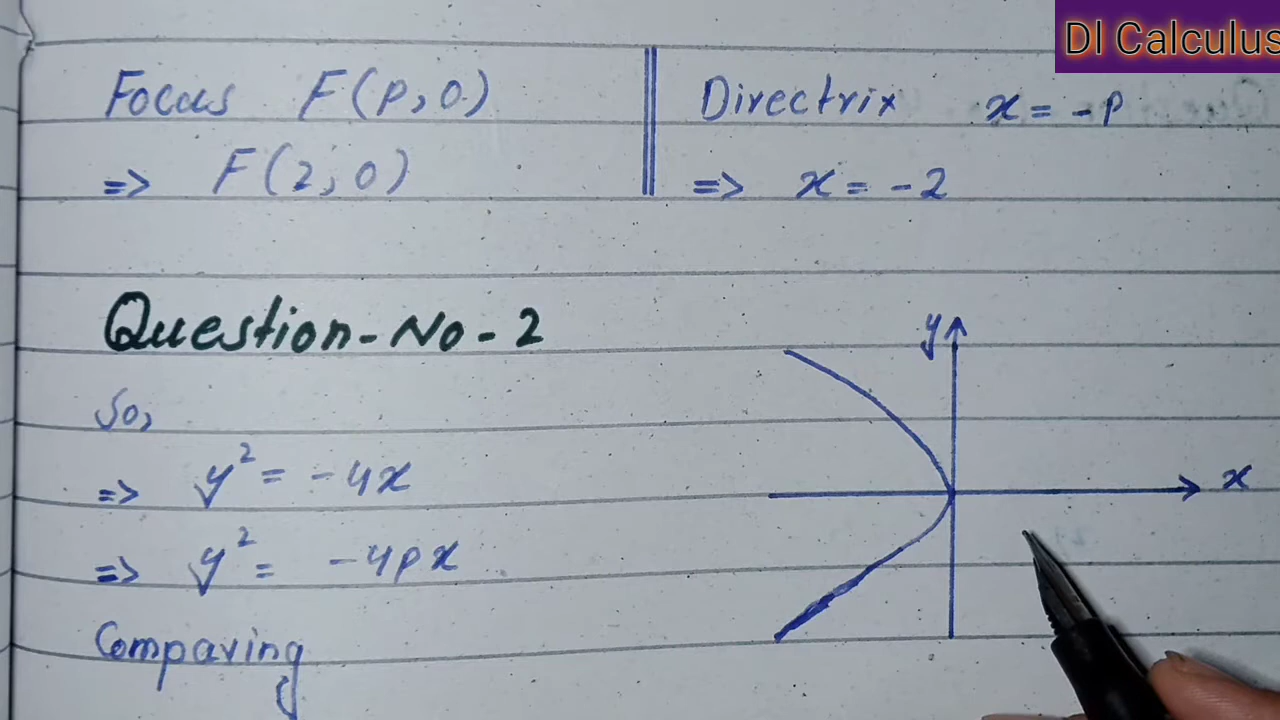 DI Calculus
Focus F(p,0)
=> F(2,0)
Directrix x = -p
=> x = -2
Question-No-2
So,
=> y² = -4x
=> y² = -4px
Comparing
y
x